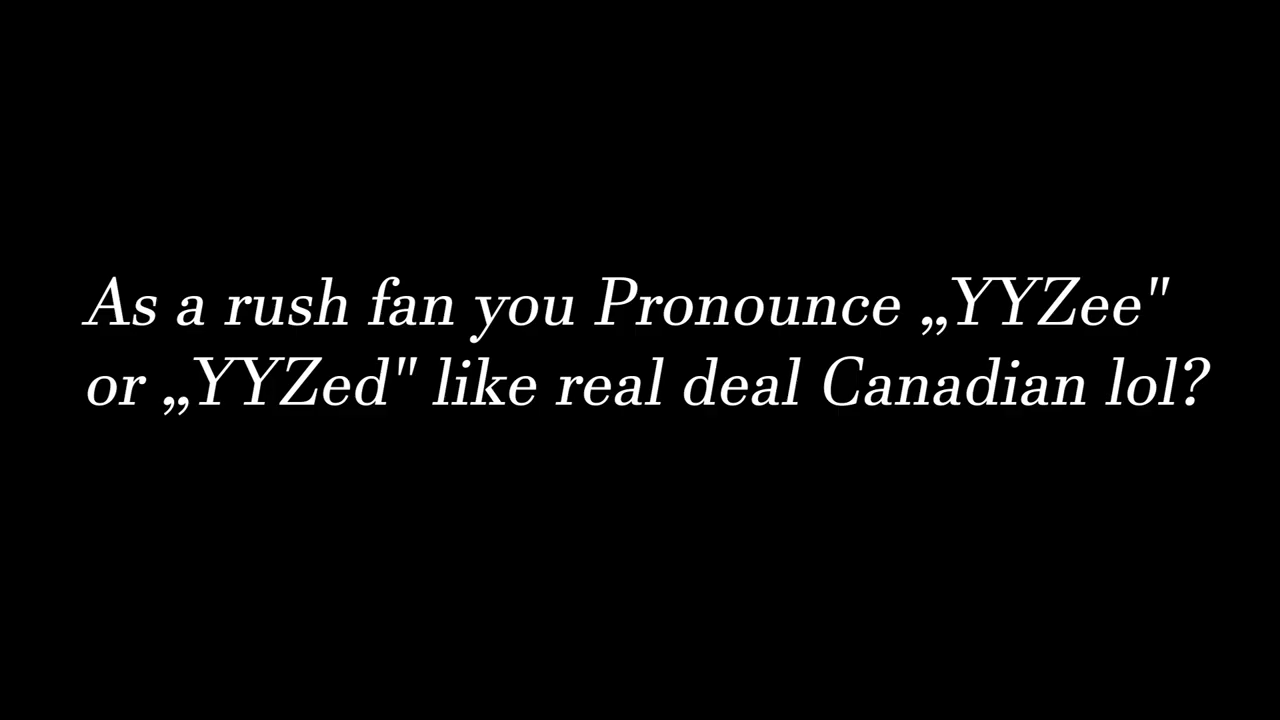 As a rush fan you Pronounce „YYZee"
or „YYZed" like real deal Canadian lol?